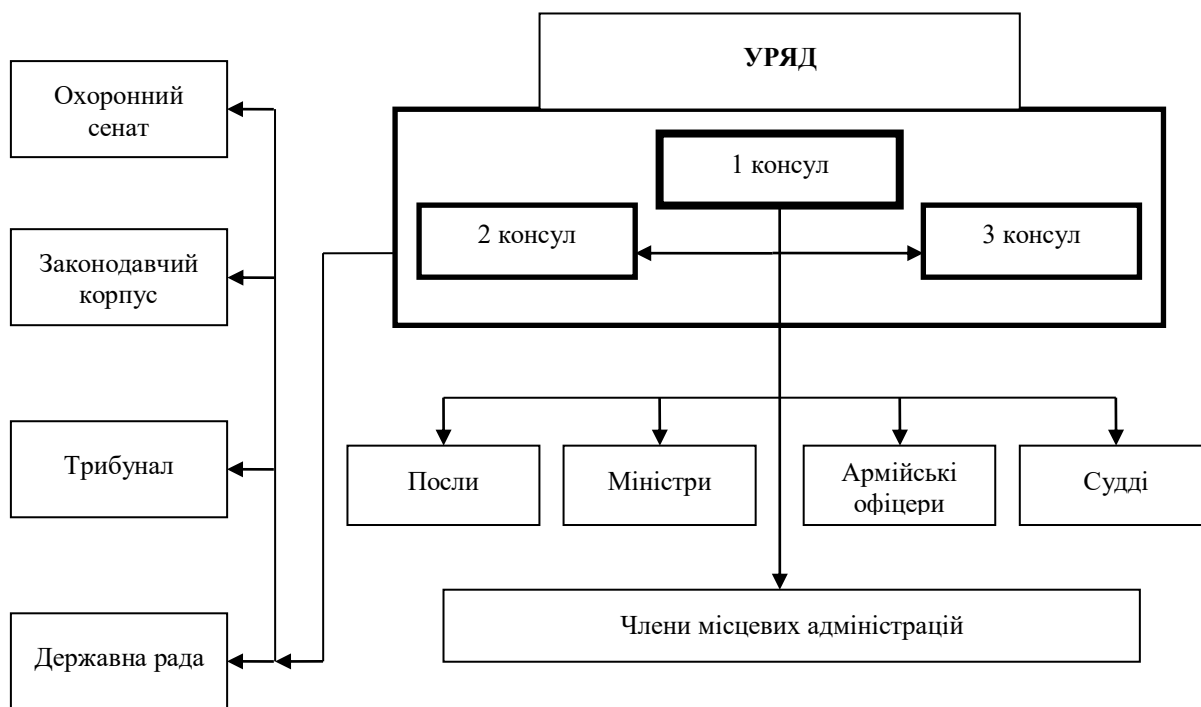 УРЯД
Охоронний
сенат
1 консул
2 консул
3 консул
Законодавчий
корпус
Трибунал
Посли
Міністри
Армійські
офіцери
Судді
Державна рада
Члени місцевих адміністрацій